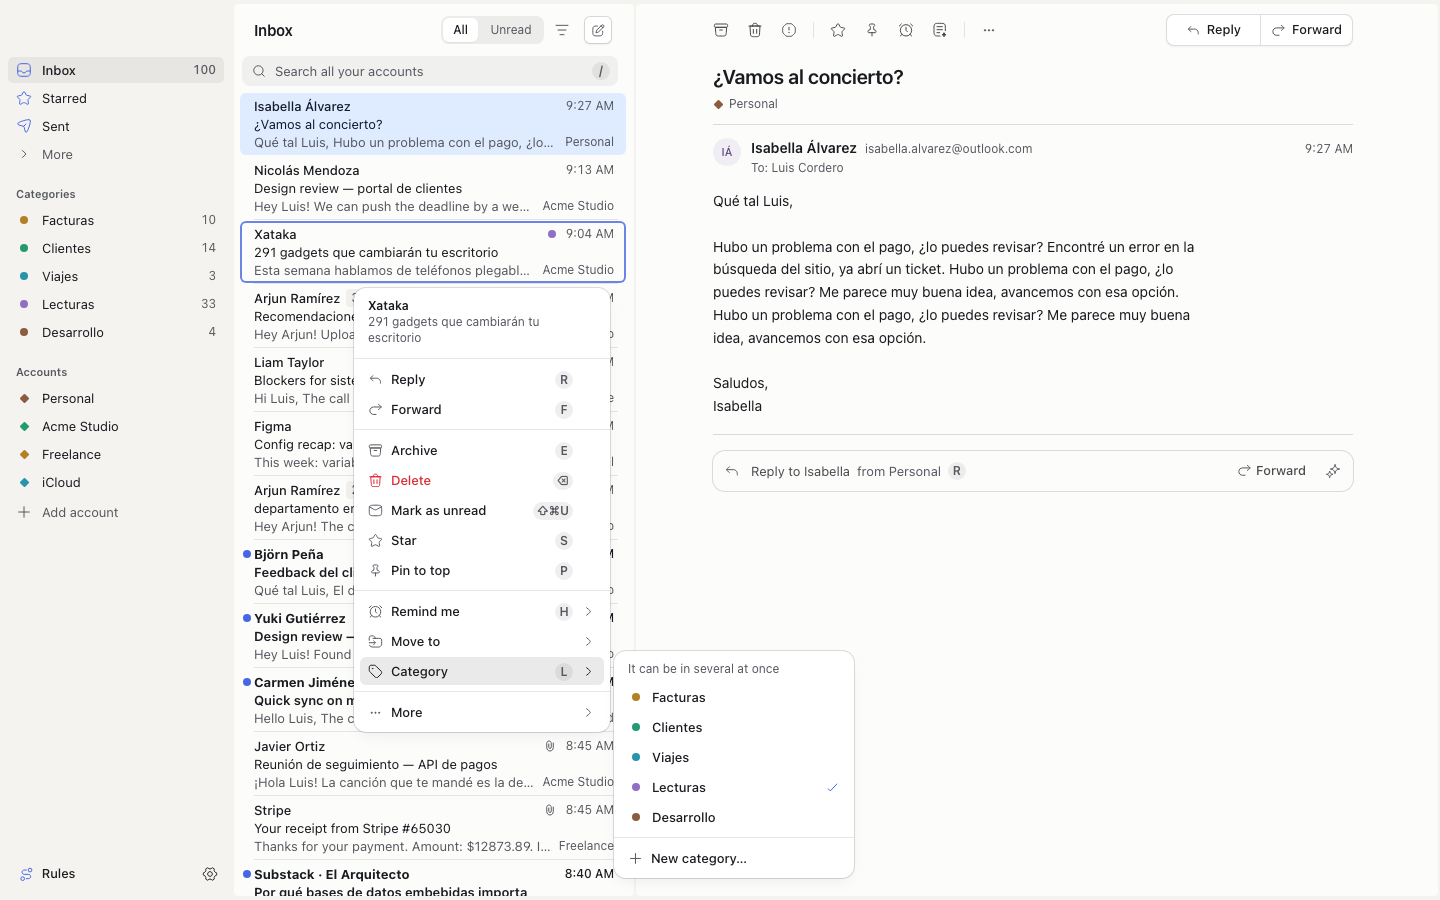 Inbox 100
Starred
Sent
More
Categories
Facturas 10
Clientes 14
Viajes 3
Lecturas 33
Desarrollo 4
Accounts
Personal
Acme Studio
Freelance
iCloud
Add account
Rules
Inbox
All Unread
Search all your accounts /
Isabella Álvarez 9:27 AM
¿Vamos al concierto?
Qué tal Luis, Hubo un problema con el pago, ¿lo... Personal
Nicolás Mendoza 9:13 AM
Design review — portal de clientes
Hey Luis! We can push the deadline by a we... Acme Studio
Xataka 9:04 AM
291 gadgets que cambiarán tu escritorio
Esta semana hablamos de teléfonos plegabl... Acme Studio
Arjun Ramírez
Recomendacione
Hey Arjun! Uploa
Liam Taylor
Blockers for siste
Hi Luis, The call
Figma
Config recap: va
This week: variab
Arjun Ramírez
departamento en
Hey Arjun! The c
Björn Peña
Feedback del cli
Qué tal Luis, El d
Yuki Gutiérrez
Design review —
Hey Luis! Found
Carmen Jiméne
Quick sync on m
Hello Luis, The c
Javier Ortiz 8:45 AM
Reunión de seguimiento — API de pagos
¡Hola Luis! La canción que te mandé es la de... Acme Studio
Stripe 8:45 AM
Your receipt from Stripe #65030
Thanks for your payment. Amount: $12873.89. I... Freelance
Substack · El Arquitecto 8:40 AM
Por qué bases de datos embebidas importa
Xataka
291 gadgets que cambiarán tu
escritorio
Reply R
Forward F
Archive E
Delete ⌫
Mark as unread ⇧⌘U
Star S
Pin to top P
Remind me H
Move to
Category L
More
It can be in several at once
Facturas
Clientes
Viajes
Lecturas
Desarrollo
New category...
Reply Forward
¿Vamos al concierto?
Personal
IÁ Isabella Álvarez isabella.alvarez@outlook.com 9:27 AM
To: Luis Cordero
Qué tal Luis,
Hubo un problema con el pago, ¿lo puedes revisar? Encontré un error en la
búsqueda del sitio, ya abrí un ticket. Hubo un problema con el pago, ¿lo
puedes revisar? Me parece muy buena idea, avancemos con esa opción.
Hubo un problema con el pago, ¿lo puedes revisar? Me parece muy buena
idea, avancemos con esa opción.
Saludos,
Isabella
Reply to Isabella from Personal R Forward